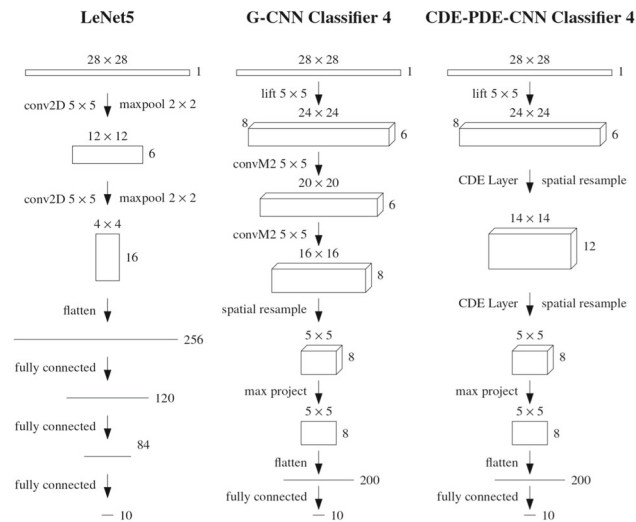 LeNet5
28 × 28
1
conv2D 5 × 5 maxpool 2 × 2
12 × 12
6
conv2D 5 × 5 maxpool 2 × 2
4 × 4
16
flatten
256
fully connected
120
fully connected
84
fully connected
10
G-CNN Classifier 4
28 × 28
1
lift 5 × 5
24 × 24
8
6
convM2 5 × 5
20 × 20
6
convM2 5 × 5
16 × 16
8
spatial resample
5 × 5
8
max project
5 × 5
8
flatten
200
fully connected
10
CDE-PDE-CNN Classifier 4
28 × 28
1
lift 5 × 5
24 × 24
8
6
CDE Layer spatial resample
14 × 14
12
CDE Layer spatial resample
5 × 5
8
max project
5 × 5
8
flatten
200
fully connected
10